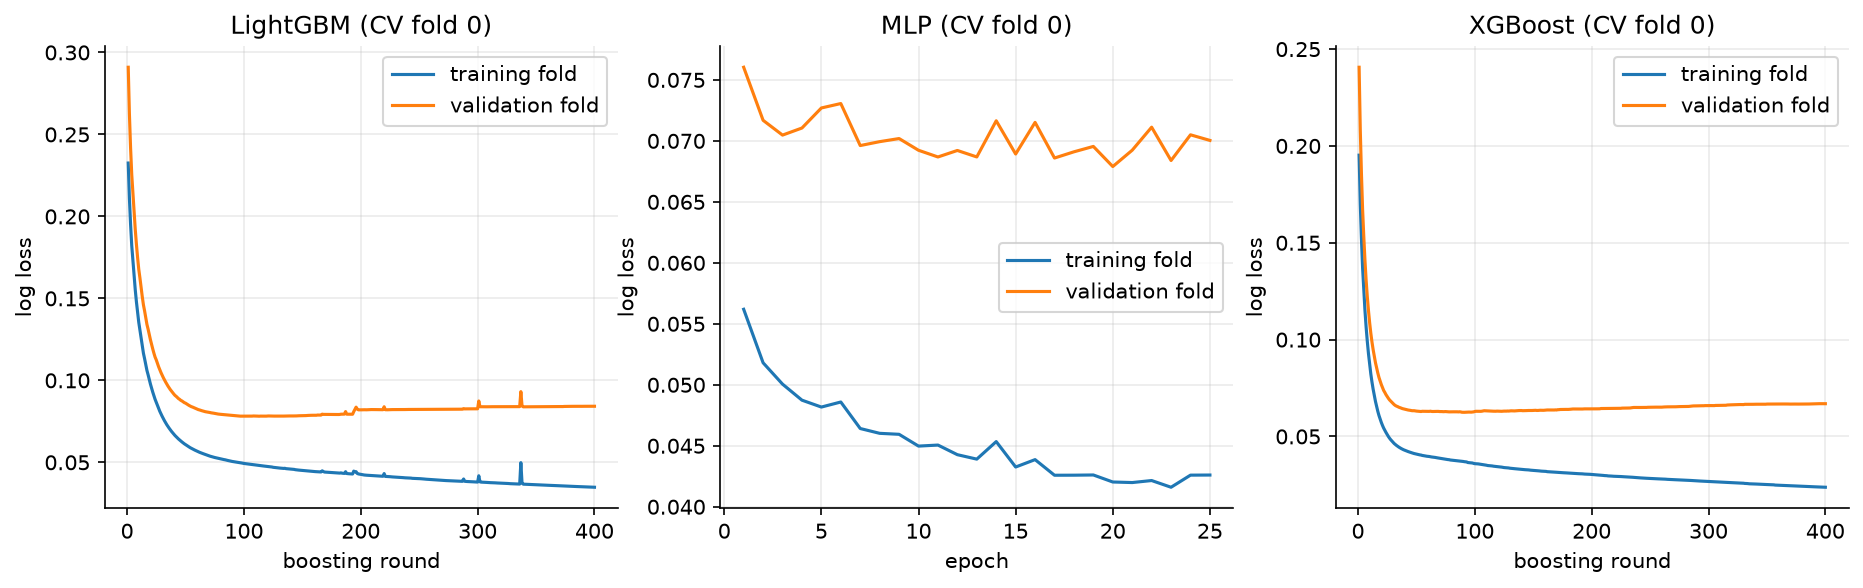 LightGBM (CV fold 0)
0.30
0.25
0.20
0.15
0.10
0.05
log loss
training fold
validation fold
0
100
200
300
400
boosting round
MLP (CV fold 0)
0.075
0.070
0.065
0.060
0.055
0.050
0.045
0.040
log loss
training fold
validation fold
0
5
10
15
20
25
epoch
XGBoost (CV fold 0)
0.25
0.20
0.15
0.10
0.05
log loss
training fold
validation fold
0
100
200
300
400
boosting round